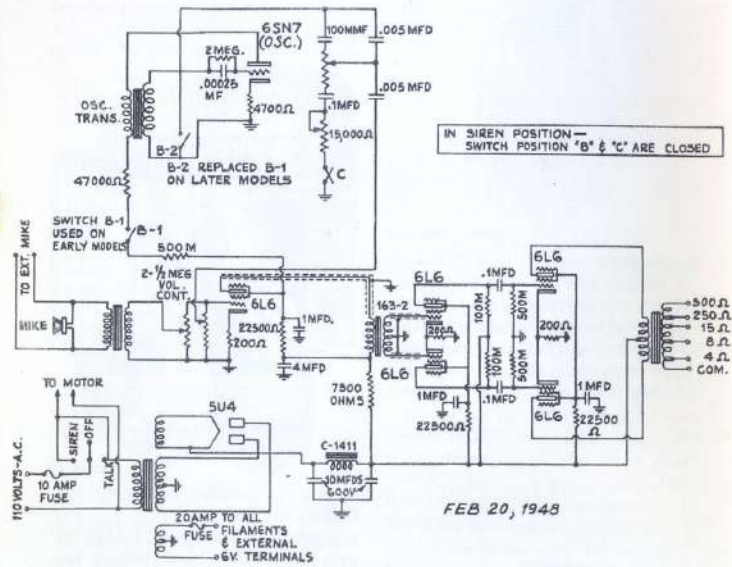 6SN7
(OSC.)
2 MEG.
.00025
MF
100MMF
.005 MFD
.005 MFD
.1MFD
OSC.
TRANS.
4700Ω
15,000Ω
B-2
C
B-2 REPLACED B-1
ON LATER MODELS
IN SIREN POSITION—
SWITCH POSITION "B" & "C" ARE CLOSED
47000Ω
SWITCH B-1
USED ON
EARLY MODELS
B-1
500M
TO EXT. MIKE
MIKE
2-1/2 MEG
VOL.
CONT.
6L6
22500
Ω
200Ω
.1MFD.
4MFD
163-2
6L6
200Ω
6L6
.1MFD
100M
500M
100M
500M
.1MFD
6L6
200Ω
6L6
.1MFD
22500
Ω
500Ω
250Ω
15Ω
8Ω
4Ω
COM.
7500
OHMS
.1MFD
22500Ω
TO MOTOR
SIREN
OFF
TALK
110 VOLTS-A.C.
10 AMP
FUSE
5U4
C-1411
10MFDS
600V
20AMP
FUSE
TO ALL
FILAMENTS
& EXTERNAL
6V. TERMINALS
FEB 20, 1948